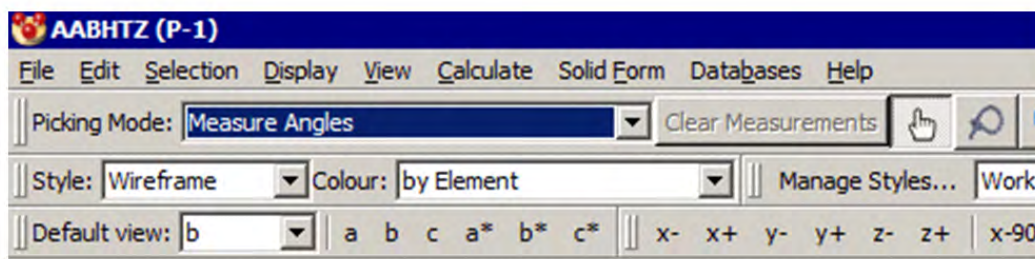 AABHTZ (P-1)
File Edit Selection Display View Calculate Solid Form Databases Help
Picking Mode: Measure Angles Clear Measurements
Style: Wireframe Colour: by Element Manage Styles... Work
Default view: b a b c a* b* c* x- x+ y- y+ z- z+ x-90